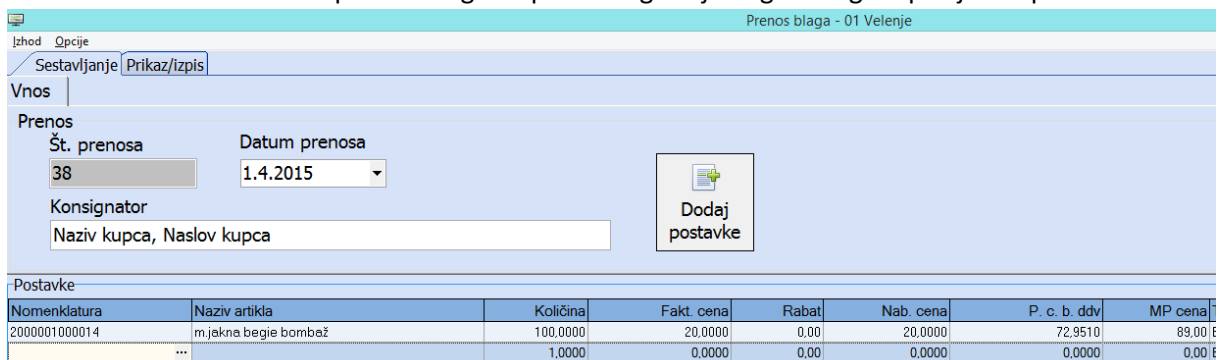 Prenos blaga - 01 Velenje
Izhod Opcije
Sestavljanje Prikaz/izpis
Vnos
Prenos
Št. prenosa Datum prenosa
38 1.4.2015
Konsignator
Naziv kupca, Naslov kupca
Dodaj
postavke
Postavke
Nomenklatura Naziv artikla Količina Fakt. cena Rabat Nab. cena P. c. b. ddv MP cena T
2000001000014 m.jakna begie bombaž 100,0000 20,0000 0,00 20,0000 72,9510 89,00 E
... 1,0000 0,0000 0,00 0,0000 0,0000 0,00 E